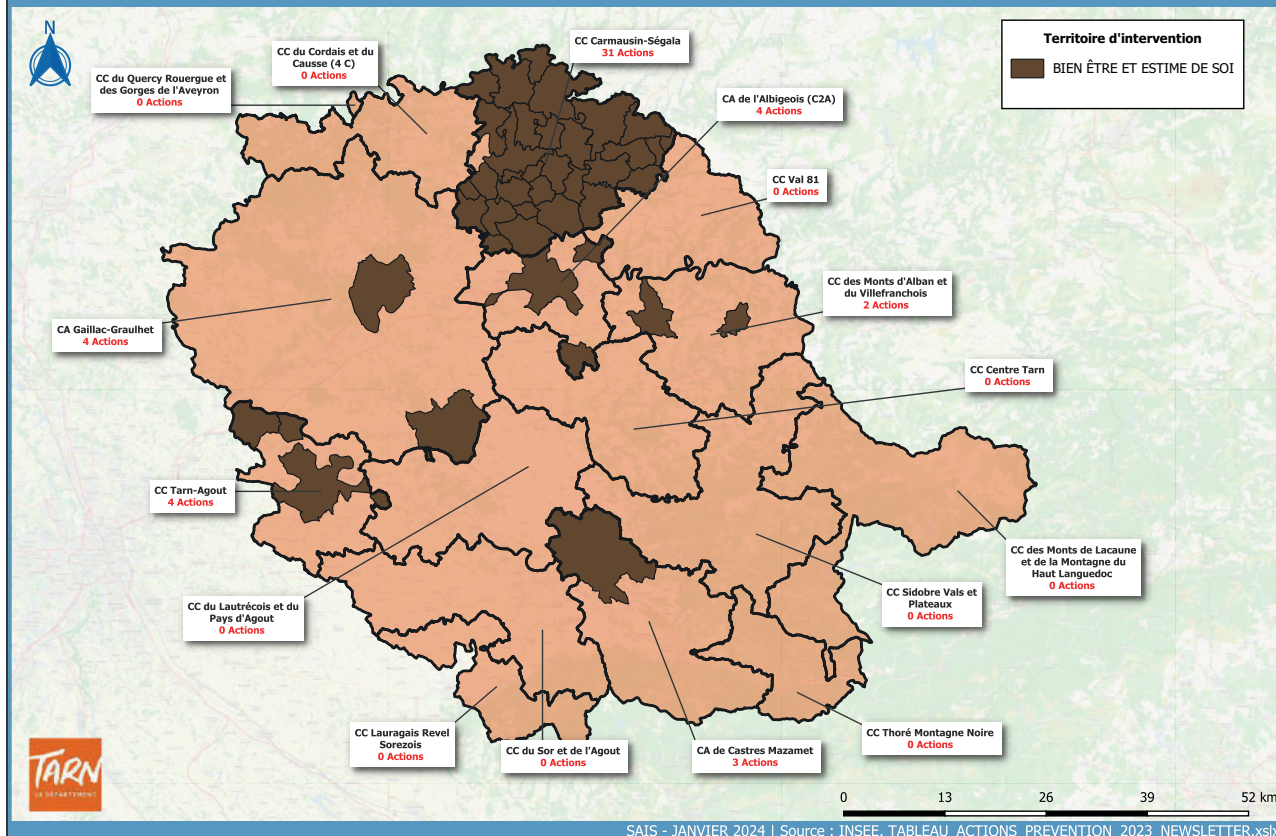 N
CC du Cordais et du
Causse (4 C)
0 Actions
CC Carmausin-Ségala
31 Actions
Territoire d'intervention
BIEN ÊTRE ET ESTIME DE SOI
CC du Quercy Rouergue et
des Gorges de l'Aveyron
0 Actions
CA de l'Albigeois (C2A)
4 Actions
CC Val 81
0 Actions
CC des Monts d'Alban et
du Villefranchois
2 Actions
CA Gaillac-Graulhet
4 Actions
CC Centre Tarn
0 Actions
CC Tarn-Agout
4 Actions
CC des Monts de Lacaune
et de la Montagne du
Haut Languedoc
0 Actions
CC Sidobre Vals et
Plateaux
0 Actions
CC du Lautrécois et du
Pays d'Agout
0 Actions
CC Lauragais Revel
Sorezois
0 Actions
CC du Sor et de l'Agout
0 Actions
CA de Castres Mazamet
3 Actions
CC Thoré Montagne Noire
0 Actions
TARN
LE DÉPARTEMENT
0 13 26 39 52 km
SAIS - JANVIER 2024 | Source : INSEE, TABLEAU_ACTIONS_PREVENTION_2023_NEWSLETTER.xslx